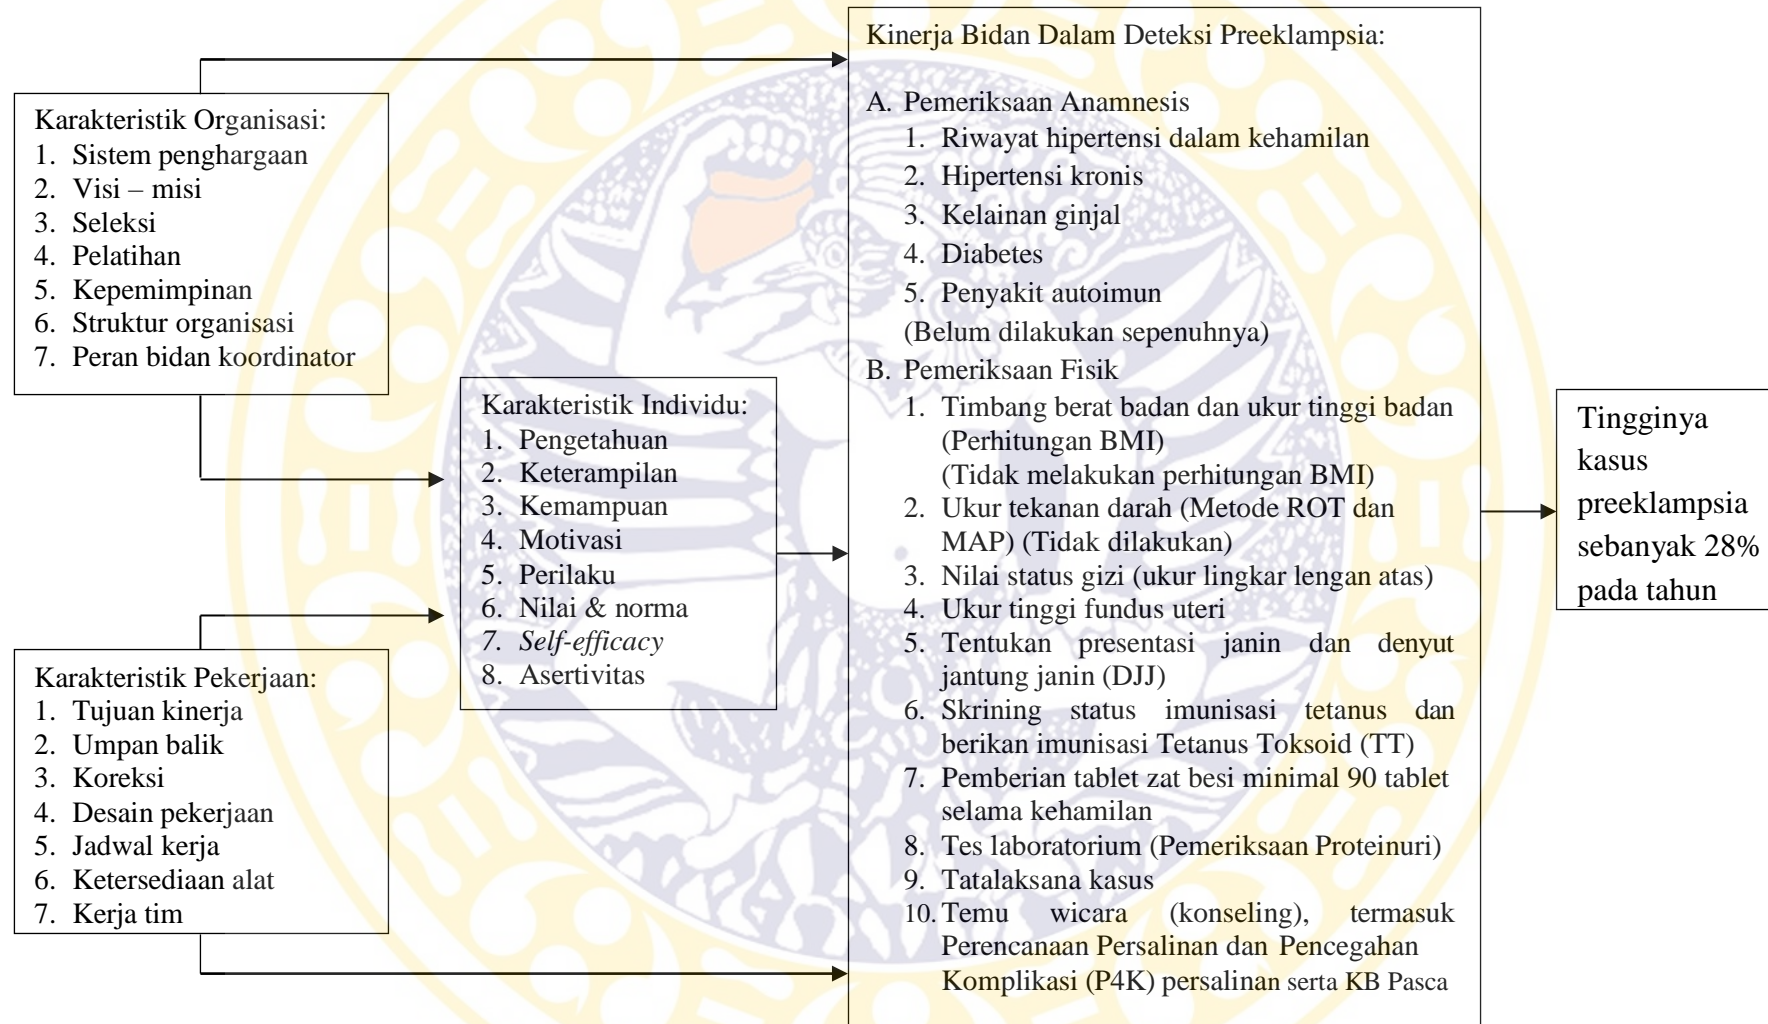 Karakteristik Organisasi:
1. Sistem penghargaan
2. Visi – misi
3. Seleksi
4. Pelatihan
5. Kepemimpinan
6. Struktur organisasi
7. Peran bidan koordinator
Karakteristik Pekerjaan:
1. Tujuan kinerja
2. Umpan balik
3. Koreksi
4. Desain pekerjaan
5. Jadwal kerja
6. Ketersediaan alat
7. Kerja tim
Karakteristik Individu:
1. Pengetahuan
2. Keterampilan
3. Kemampuan
4. Motivasi
5. Perilaku
6. Nilai & norma
7. Self-efficacy
8. Asertivitas
Kinerja Bidan Dalam Deteksi Preeklampsia:
A. Pemeriksaan Anamnesis
1. Riwayat hipertensi dalam kehamilan
2. Hipertensi kronis
3. Kelainan ginjal
4. Diabetes
5. Penyakit autoimun
(Belum dilakukan sepenuhnya)
B. Pemeriksaan Fisik
1. Timbang berat badan dan ukur tinggi badan
(Perhitungan BMI)
(Tidak melakukan perhitungan BMI)
2. Ukur tekanan darah (Metode ROT dan
MAP) (Tidak dilakukan)
3. Nilai status gizi (ukur lingkar lengan atas)
4. Ukur tinggi fundus uteri
5. Tentukan presentasi janin dan denyut
jantung janin (DJJ)
6. Skrining status imunisasi tetanus dan
berikan imunisasi Tetanus Toksoid (TT)
7. Pemberian tablet zat besi minimal 90 tablet
selama kehamilan
8. Tes laboratorium (Pemeriksaan Proteinuri)
9. Tatalaksana kasus
10. Temu wicara (konseling), termasuk
Perencanaan Persalinan dan Pencegahan
Komplikasi (P4K) persalinan serta KB Pasca
Tingginya
kasus
preeklampsia
sebanyak 28%
pada tahun